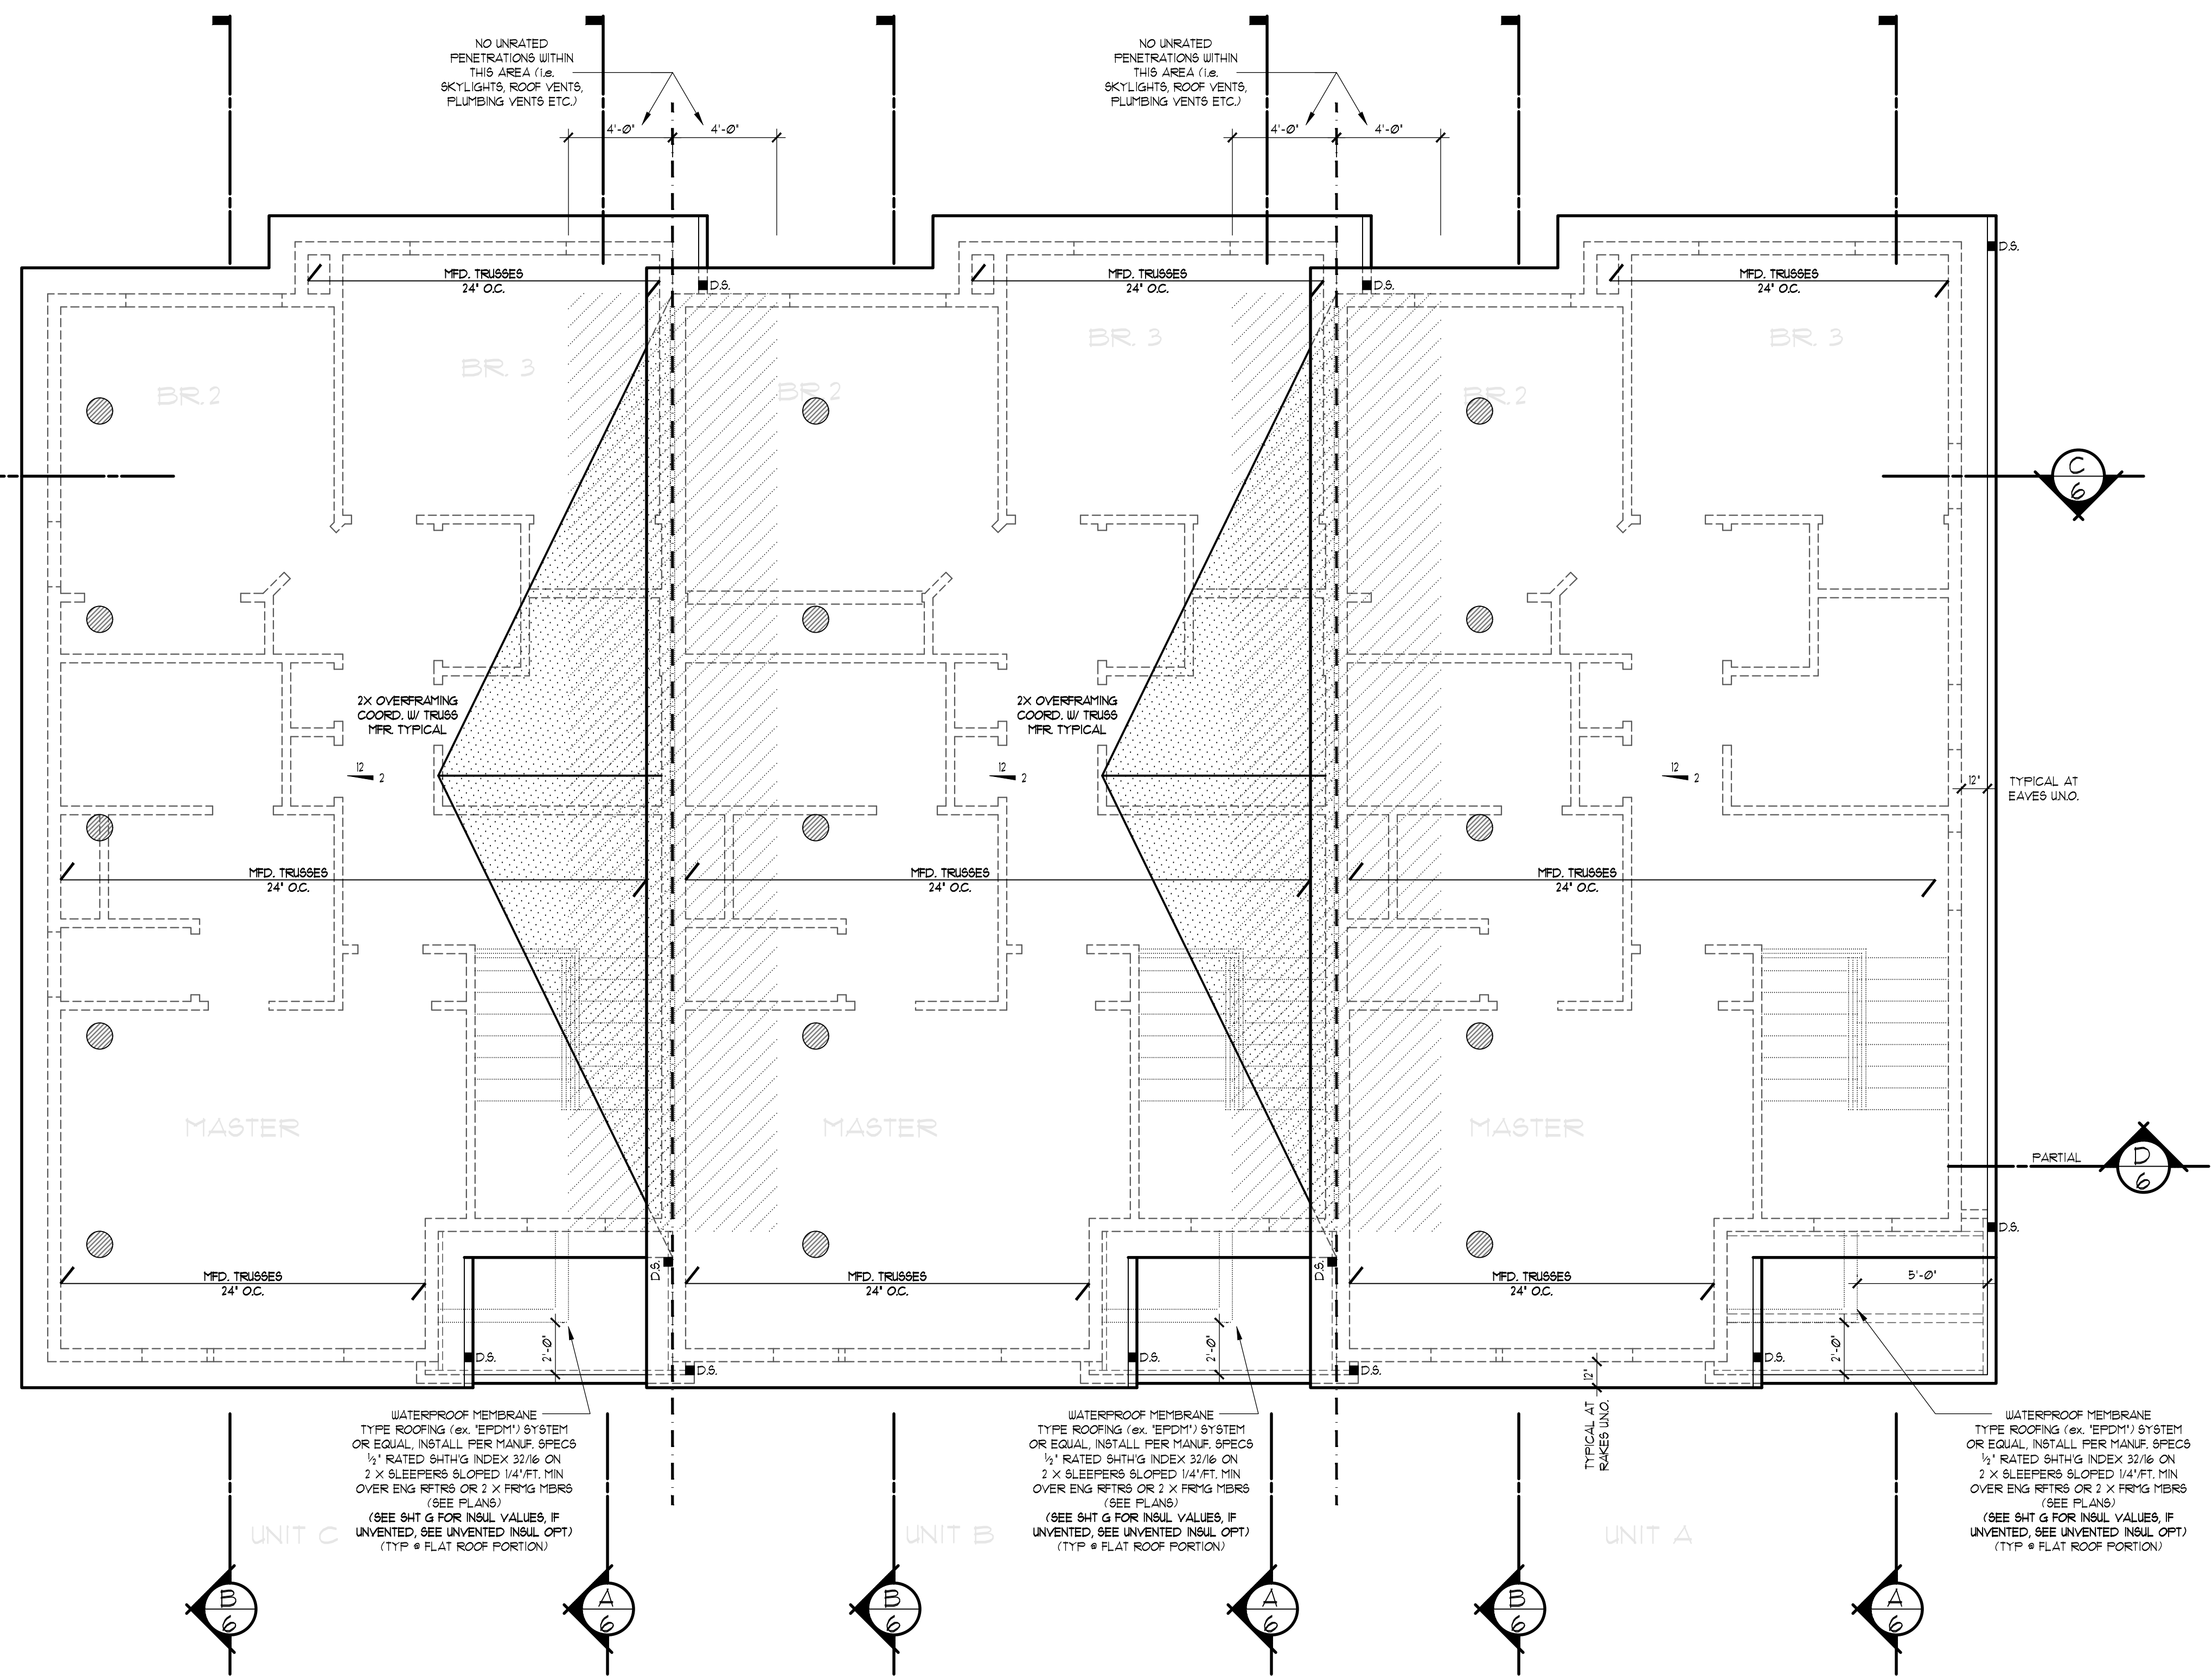 NO UNRATED
PENETRATIONS WITHIN
THIS AREA (i.e.
SKYLIGHTS, ROOF VENTS,
PLUMBING VENTS ETC.)
NO UNRATED
PENETRATIONS WITHIN
THIS AREA (i.e.
SKYLIGHTS, ROOF VENTS,
PLUMBING VENTS ETC.)
4'-0"
4'-0"
4'-0"
4'-0"
D.S.
MFD. TRUSSES
24" O.C.
MFD. TRUSSES
24" O.C.
MFD. TRUSSES
24" O.C.
D.S.
D.S.
BR. 3
BR. 3
BR. 3
BR.2
BR.2
BR.2
C
6
2X OVERFRAMING
COORD. W/ TRUSS
MFR. TYPICAL
2X OVERFRAMING
COORD. W/ TRUSS
MFR. TYPICAL
12
2
12
2
12
2
12"
TYPICAL AT
EAVES U.N.O.
MFD. TRUSSES
24" O.C.
MFD. TRUSSES
24" O.C.
MFD. TRUSSES
24" O.C.
MASTER
MASTER
MASTER
PARTIAL
D
6
D.S.
D.S.
D.S.
MFD. TRUSSES
24" O.C.
MFD. TRUSSES
24" O.C.
MFD. TRUSSES
24" O.C.
5'-0"
2'-0"
2'-0"
2'-0"
D.S.
D.S.
D.S.
D.S.
D.S.
12"
TYPICAL AT
RAKES U.N.O.
WATERPROOF MEMBRANE
TYPE ROOFING (ex. "EPDM") SYSTEM
OR EQUAL, INSTALL PER MANUF. SPECS
½" RATED SHTH'G INDEX 32/16 ON
2 X SLEEPERS SLOPED 1/4"/FT. MIN
OVER ENG RFTRS OR 2 X FRMG MBRS
(SEE PLANS)
(SEE SHT G FOR INSUL VALUES, IF
UNVENTED, SEE UNVENTED INSUL OPT)
(TYP @ FLAT ROOF PORTION)
WATERPROOF MEMBRANE
TYPE ROOFING (ex. "EPDM") SYSTEM
OR EQUAL, INSTALL PER MANUF. SPECS
½" RATED SHTH'G INDEX 32/16 ON
2 X SLEEPERS SLOPED 1/4"/FT. MIN
OVER ENG RFTRS OR 2 X FRMG MBRS
(SEE PLANS)
(SEE SHT G FOR INSUL VALUES, IF
UNVENTED, SEE UNVENTED INSUL OPT)
(TYP @ FLAT ROOF PORTION)
WATERPROOF MEMBRANE
TYPE ROOFING (ex. "EPDM") SYSTEM
OR EQUAL, INSTALL PER MANUF. SPECS
½" RATED SHTH'G INDEX 32/16 ON
2 X SLEEPERS SLOPED 1/4"/FT. MIN
OVER ENG RFTRS OR 2 X FRMG MBRS
(SEE PLANS)
(SEE SHT G FOR INSUL VALUES, IF
UNVENTED, SEE UNVENTED INSUL OPT)
(TYP @ FLAT ROOF PORTION)
UNIT C
UNIT B
UNIT A
B
6
A
6
B
6
A
6
B
6
A
6